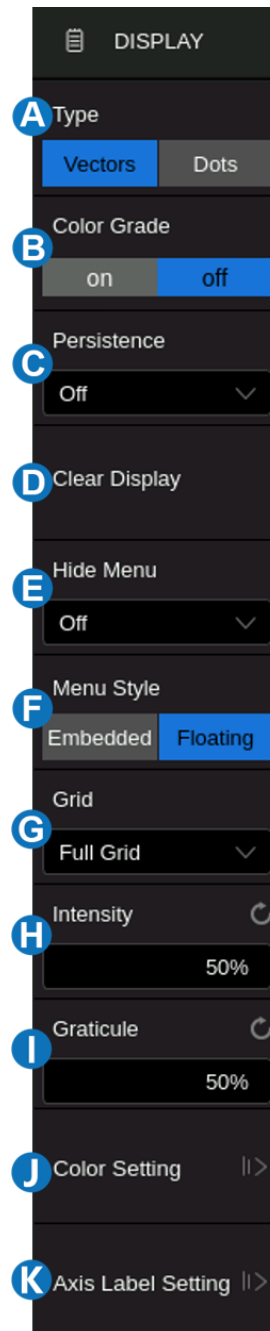 DISPLAY
A Type
Vectors Dots
B Color Grade
on off
C Persistence
Off
D Clear Display
E Hide Menu
Off
F Menu Style
Embedded Floating
G Grid
Full Grid
H Intensity
50%
I Graticule
50%
J Color Setting
K Axis Label Setting